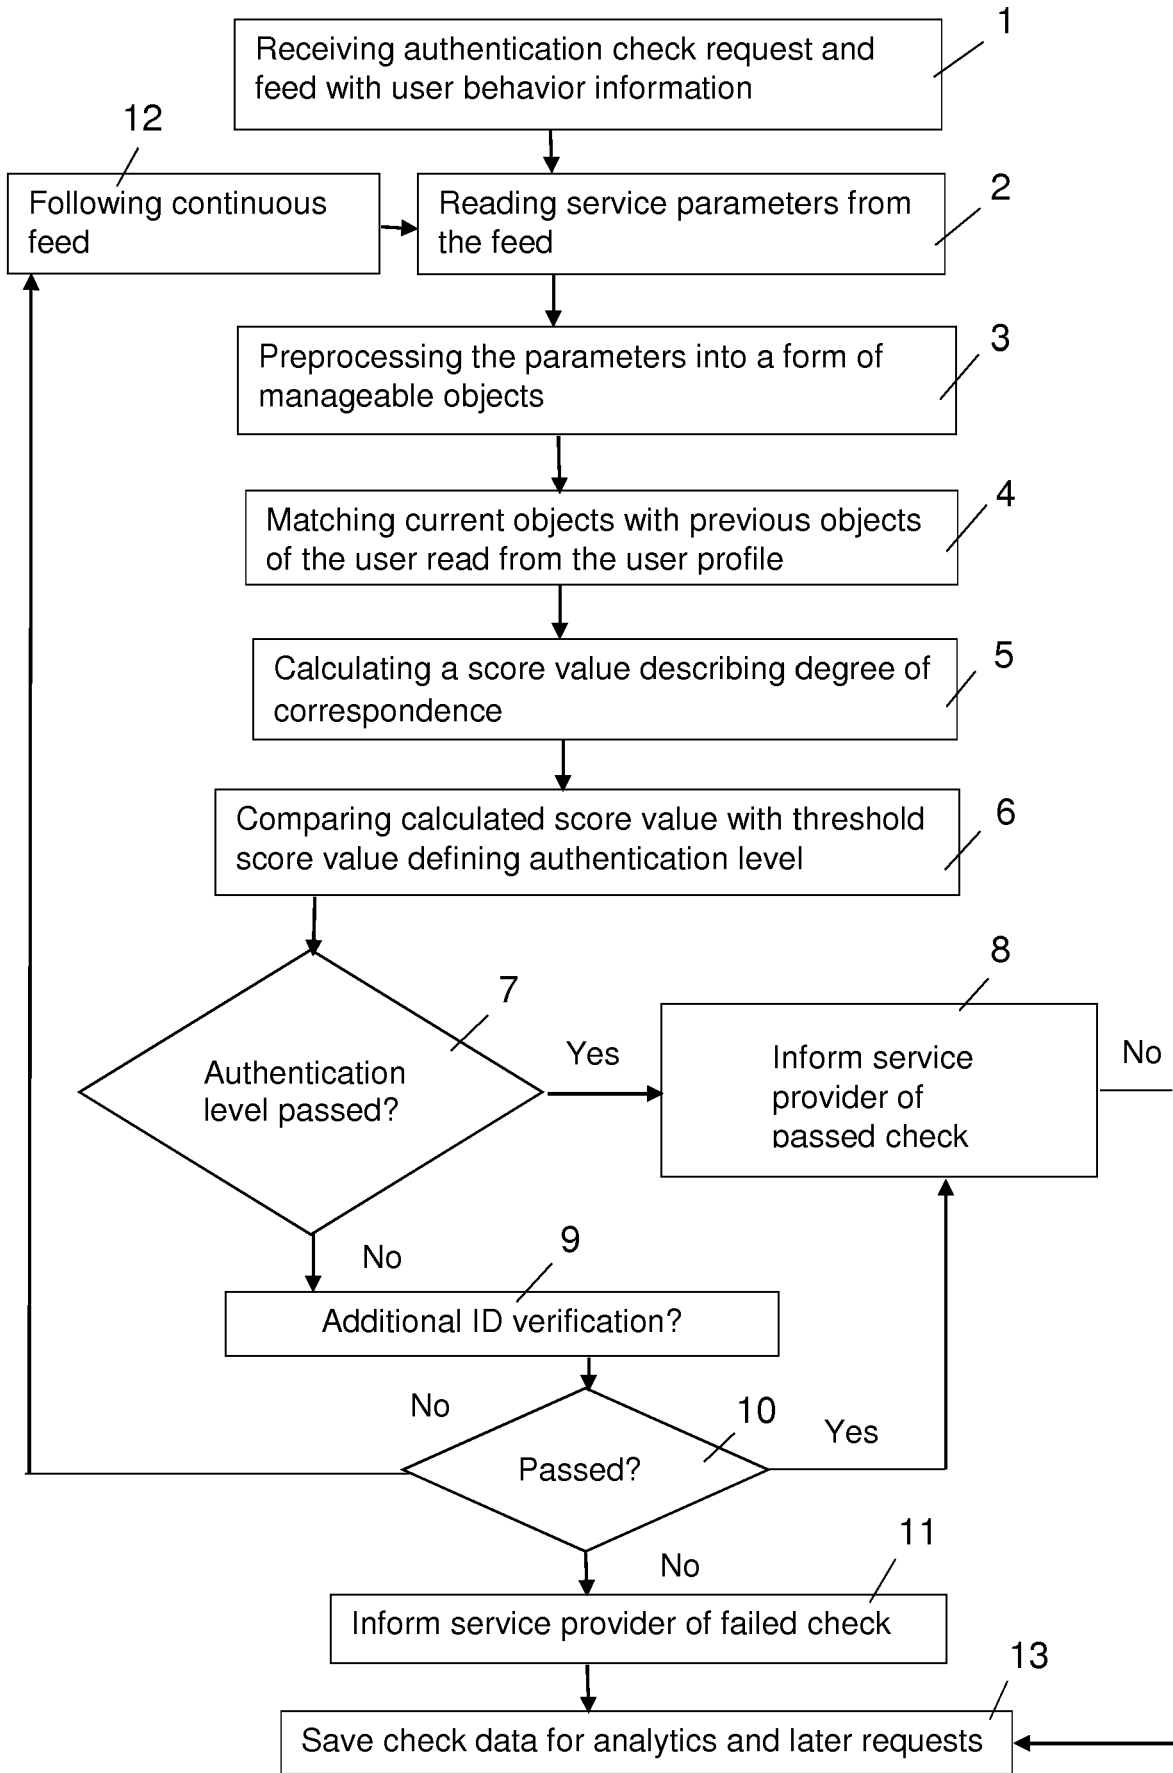 1
Receiving authentication check request and
feed with user behavior information
12
Following continuous
feed
2
Reading service parameters from
the feed
3
Preprocessing the parameters into a form of
manageable objects
4
Matching current objects with previous objects
of the user read from the user profile
5
Calculating a score value describing degree of
correspondence
6
Comparing calculated score value with threshold
score value defining authentication level
7
Authentication
level passed?
Yes
8
Inform service
provider of
passed check
No
No
9
Additional ID verification?
No
10
Passed?
Yes
No
11
Inform service provider of failed check
13
Save check data for analytics and later requests